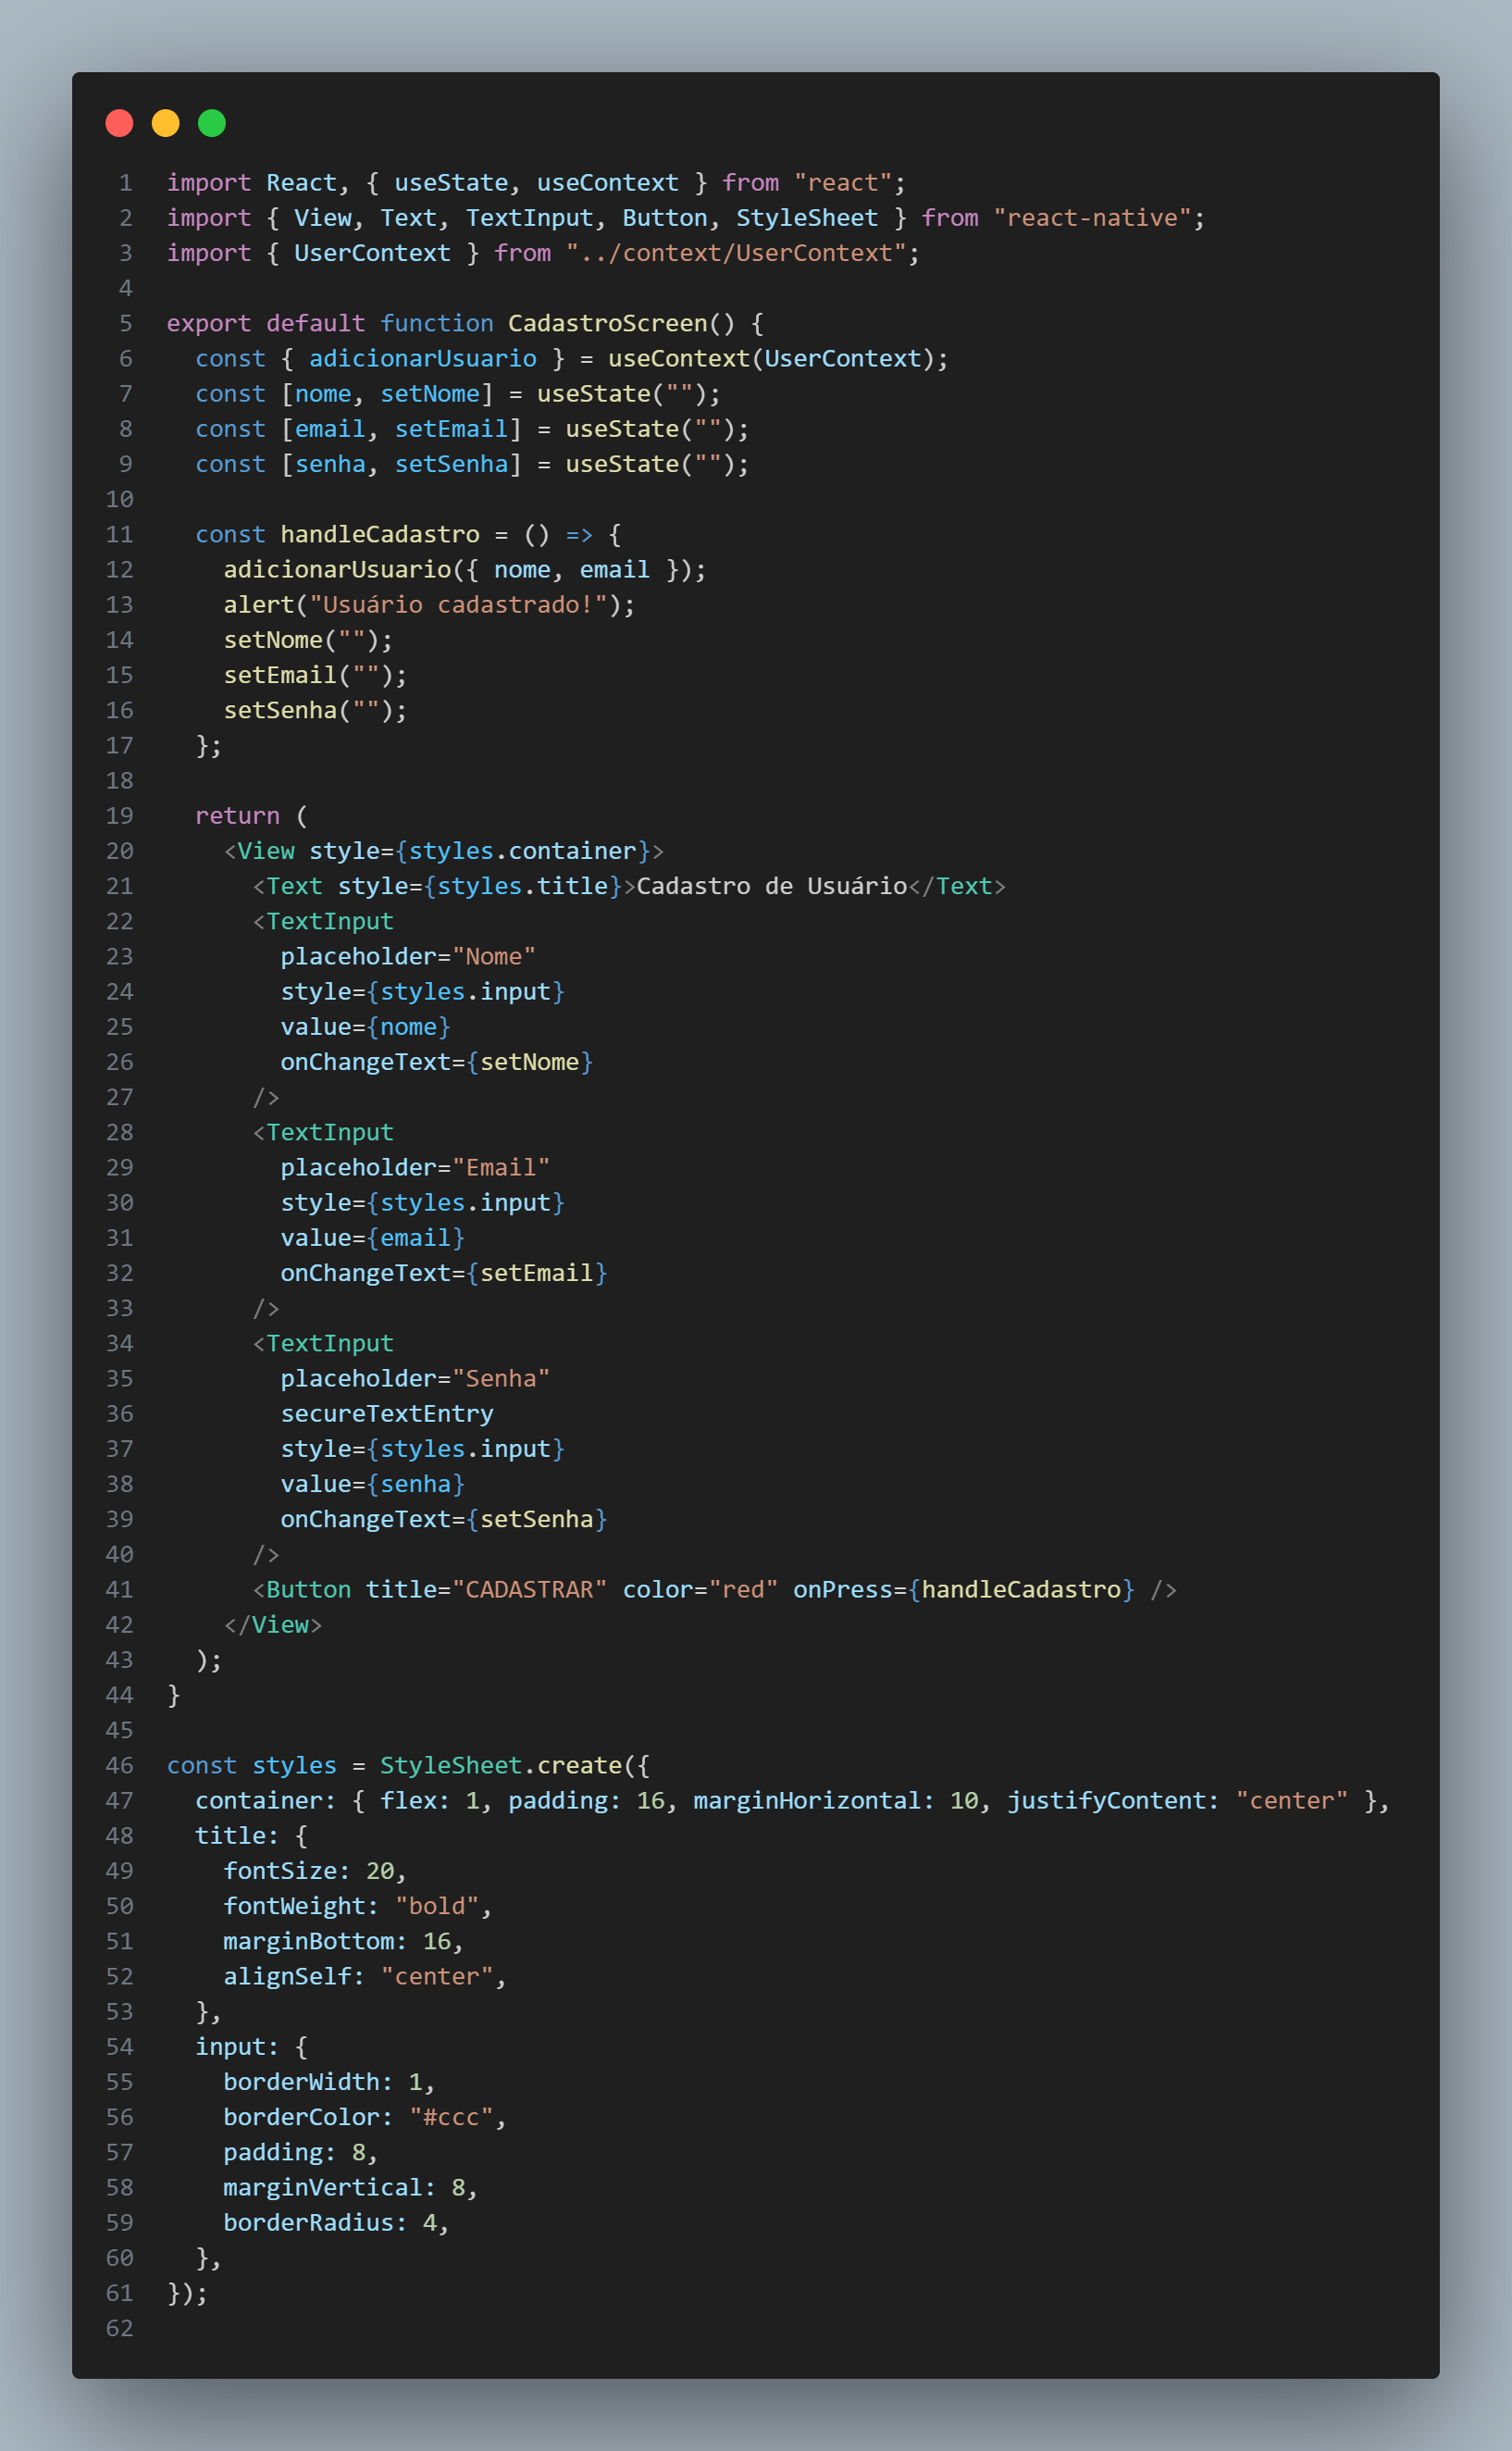 1 import React, { useState, useContext } from "react";
2 import { View, Text, TextInput, Button, StyleSheet } from "react-native";
3 import { UserContext } from "../context/UserContext";
4
5 export default function CadastroScreen() {
6   const { adicionarUsuario } = useContext(UserContext);
7   const [nome, setNome] = useState("");
8   const [email, setEmail] = useState("");
9   const [senha, setSenha] = useState("");
10
11   const handleCadastro = () => {
12     adicionarUsuario({ nome, email });
13     alert("Usuário cadastrado!");
14     setNome("");
15     setEmail("");
16     setSenha("");
17   };
18
19   return (
20     <View style={styles.container}>
21       <Text style={styles.title}>Cadastro de Usuário</Text>
22       <TextInput
23         placeholder="Nome"
24         style={styles.input}
25         value={nome}
26         onChangeText={setNome}
27       />
28       <TextInput
29         placeholder="Email"
30         style={styles.input}
31         value={email}
32         onChangeText={setEmail}
33       />
34       <TextInput
35         placeholder="Senha"
36         secureTextEntry
37         style={styles.input}
38         value={senha}
39         onChangeText={setSenha}
40       />
41       <Button title="CADASTRAR" color="red" onPress={handleCadastro} />
42     </View>
43   );
44 }
45
46 const styles = StyleSheet.create({
47   container: { flex: 1, padding: 16, marginHorizontal: 10, justifyContent: "center" },
48   title: {
49     fontSize: 20,
50     fontWeight: "bold",
51     marginBottom: 16,
52     alignSelf: "center",
53   },
54   input: {
55     borderWidth: 1,
56     borderColor: "#ccc",
57     padding: 8,
58     marginVertical: 8,
59     borderRadius: 4,
60   },
61 });
62